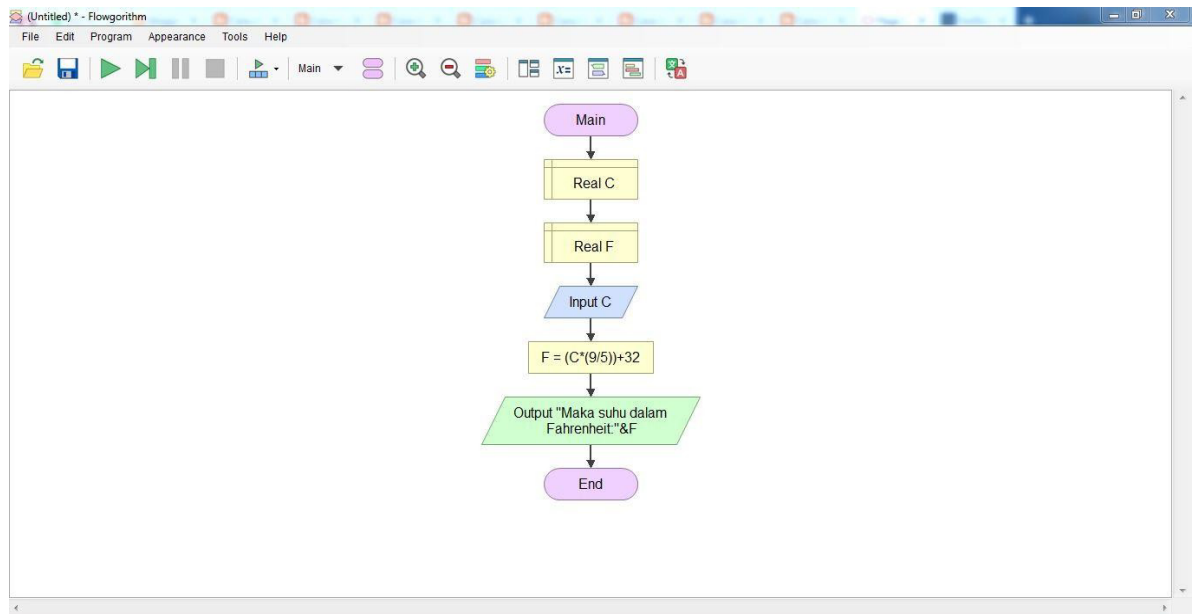 (Untitled) * - Flowgorithm
File Edit Program Appearance Tools Help
Main
Main
Real C
Real F
Input C
F = (C*(9/5))+32
Output "Maka suhu dalam
Fahrenheit:"&F
End